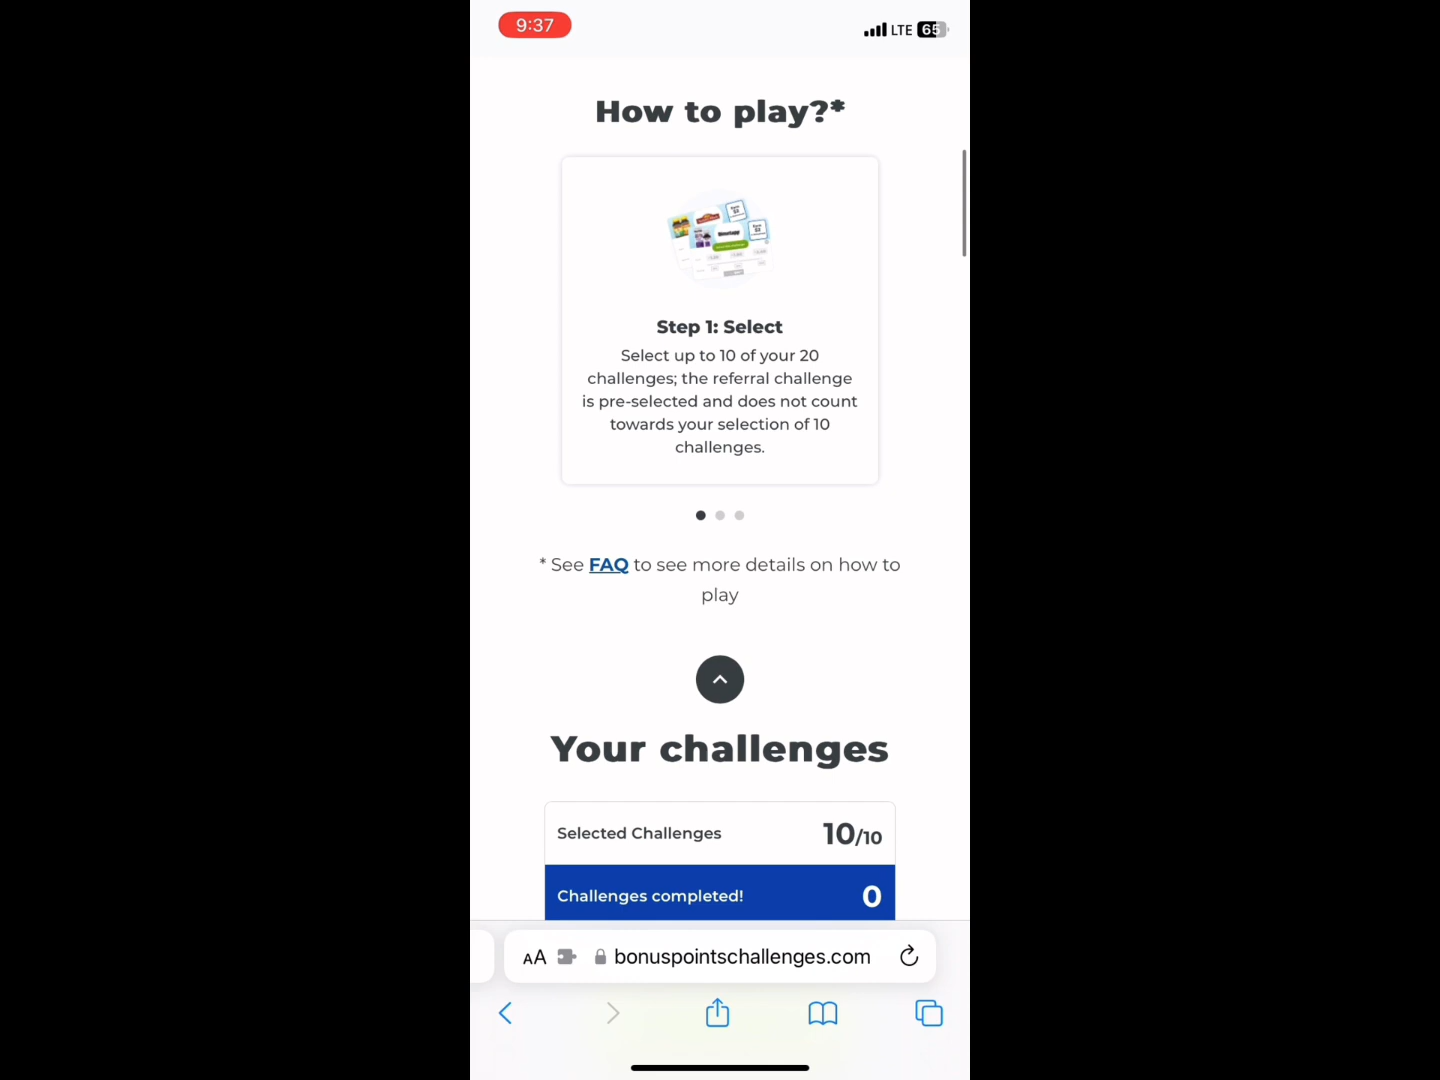 9:37
LTE 65
How to play?*
Step 1: Select
Select up to 10 of your 20
challenges; the referral challenge
is pre-selected and does not count
towards your selection of 10
challenges.
* See FAQ to see more details on how to
play
Your challenges
Selected Challenges 10/10
Challenges completed! 0
AA bonuspointschallenges.com